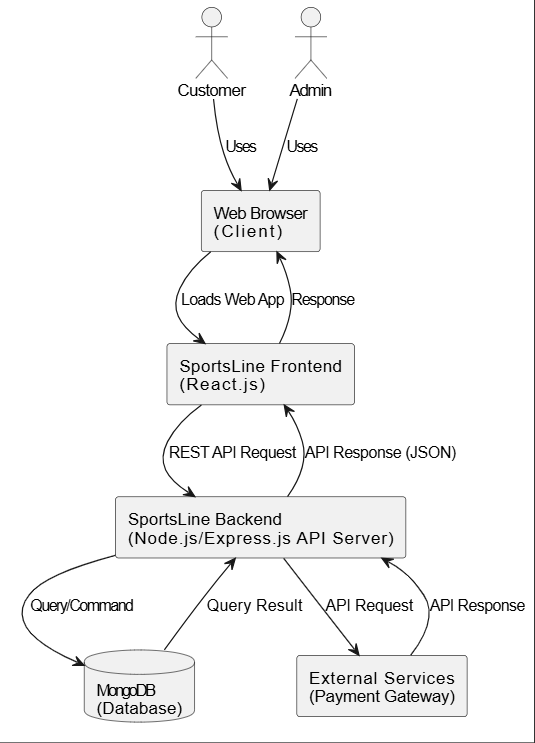 Customer
Admin
Uses
Uses
Web Browser
(Client)
Loads Web App
Response
SportsLine Frontend
(React.js)
REST API Request
API Response (JSON)
SportsLine Backend
(Node.js/Express.js API Server)
Query/Command
Query Result
API Request
API Response
MongoDB
(Database)
External Services
(Payment Gateway)